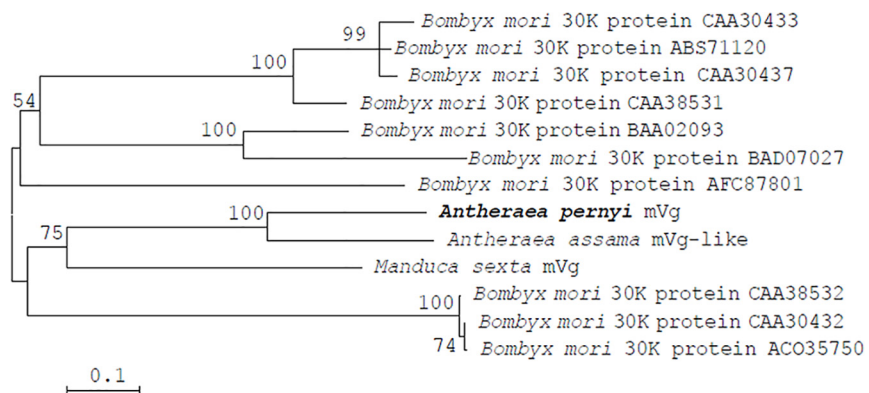 Bombyx mori 30K protein CAA30433
99
Bombyx mori 30K protein ABS71120
100
Bombyx mori 30K protein CAA30437
54
Bombyx mori 30K protein CAA38531
100
Bombyx mori 30K protein BAA02093
Bombyx mori 30K protein BAD07027
Bombyx mori 30K protein AFC87801
100
Antheraea pernyi mVg
75
Antheraea assama mVg-like
Manduca sexta mVg
100
Bombyx mori 30K protein CAA38532
Bombyx mori 30K protein CAA30432
74
Bombyx mori 30K protein ACO35750
0.1